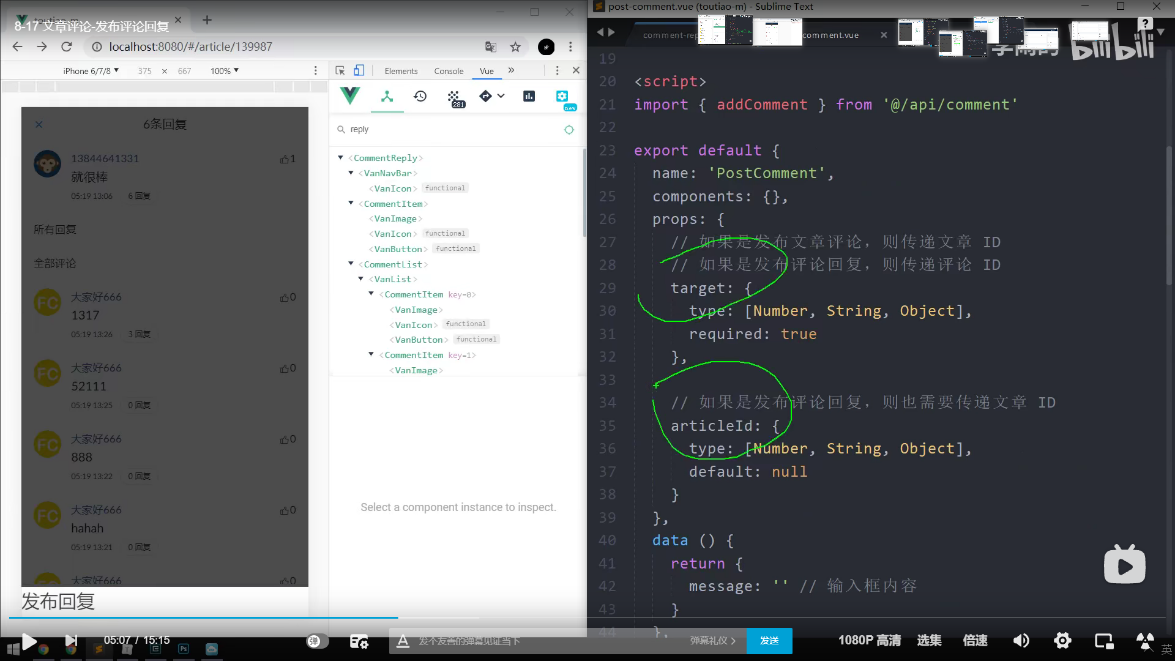 8-17 文章评论-发布评论回复
localhost:8080/#/article/139987
iPhone 6/7/8 375 × 667 100%
Elements Console Vue
281
new
reply
<CommentReply>
<VanNavBar>
<VanIcon> functional
<CommentItem>
<VanImage>
<VanIcon> functional
<VanButton> functional
<CommentList>
<VanList>
<CommentItem key=0>
<VanImage>
<VanIcon> functional
<VanButton> functional
<CommentItem key=1>
<VanImage>
Select a component instance to inspect.
6条回复
13844641331 1
就很棒
05:19 13:08 6 回复
所有回复
全部评论
大家好666 0
1317
05:19 13:26 3 回复
大家好666 0
52111
05:19 13:25 0 回复
大家好666 0
888
05:19 13:22 0 回复
大家好666 0
hahah
05:19 13:21 0 回复
大家好666 0
发布回复
post-comment.vue (toutiao-m) - Sublime Text
comment-rep
comment.vue
bilibili
19
20 <script>
21 import { addComment } from '@/api/comment'
22
23 export default {
24 name: 'PostComment',
25 components: {},
26 props: {
27 // 如果是发布文章评论，则传递文章 ID
28 // 如果是发布评论回复，则传递评论 ID
29 target: {
30 type: [Number, String, Object],
31 required: true
32 },
33
34 // 如果是发布评论回复，则也需要传递文章 ID
35 articleId: {
36 type: [Number, String, Object],
37 default: null
38 }
39 },
40 data () {
41 return {
42 message: '' // 输入框内容
43 }
44 },
05:07 / 15:15
弹
发个友善的弹幕见证当下
弹幕礼仪 >
发送
1080P 高清 选集 倍速
英